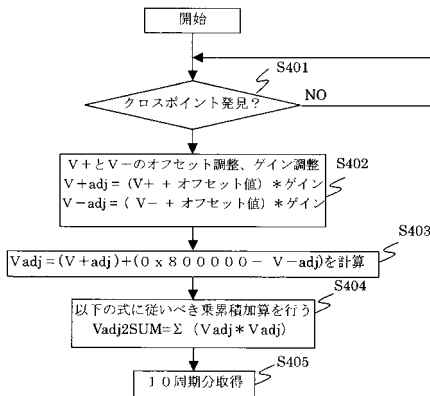 開始
S401
クロスポイント発見？
NO
S402
V＋とV－のオフセット調整、ゲイン調整
V＋adj＝（V＋ ＋ オフセット値）＊ゲイン
V－adj＝（ V－ ＋ オフセット値）＊ゲイン
S403
Vadj＝(V＋adj)＋(０x８０００００－ V－adj)を計算
S404
以下の式に従いべき乗累積加算を行う
Vadj2SUM＝Σ（Vadj＊Vadj）
S405
１０周期分取得